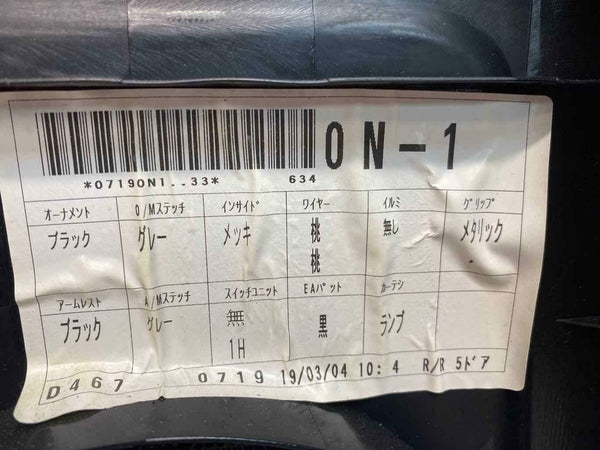 0N-1
*07190N1..33* 634
オーナメント O/Mステッチ インサイド ワイヤー イルミ グリップ
ブラック グレー メッキ 桃 無し メタリック
桃
アームレスト A/Mステッチ スイッチユニット EAパット カーテシ
ブラック グレー 無 黒 ランプ
1H
D467 0719 19/03/04 10:4 R/R 5ドア